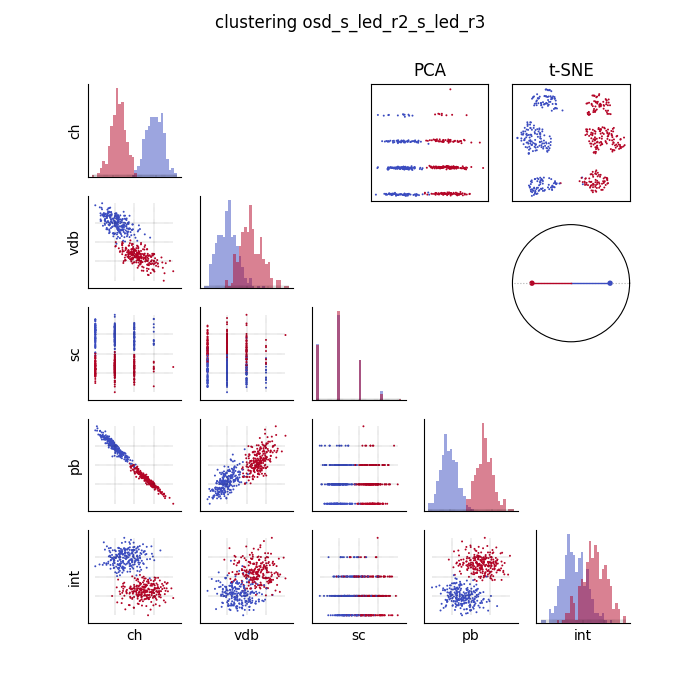 clustering osd_s_led_r2_s_led_r3
PCA
t-SNE
ch
vdb
sc
pb
int
ch
vdb
sc
pb
int